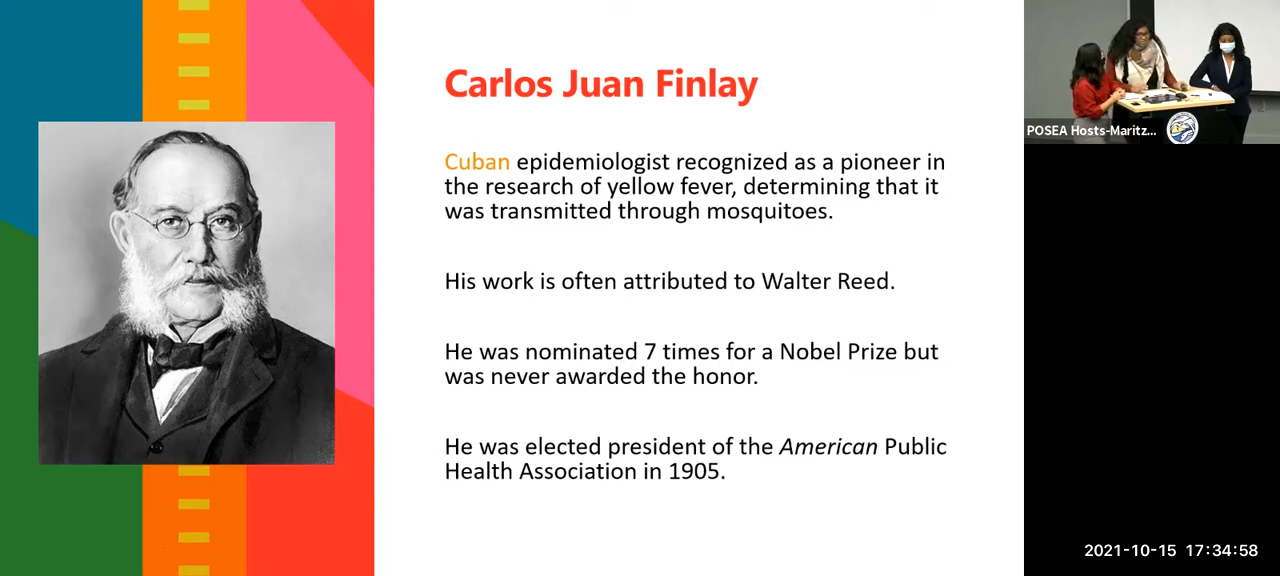 Carlos Juan Finlay
Cuban epidemiologist recognized as a pioneer in
the research of yellow fever, determining that it
was transmitted through mosquitoes.
His work is often attributed to Walter Reed.
He was nominated 7 times for a Nobel Prize but
was never awarded the honor.
He was elected president of the American Public
Health Association in 1905.
POSEA Hosts-Maritz...
2021-10-15 17:34:58